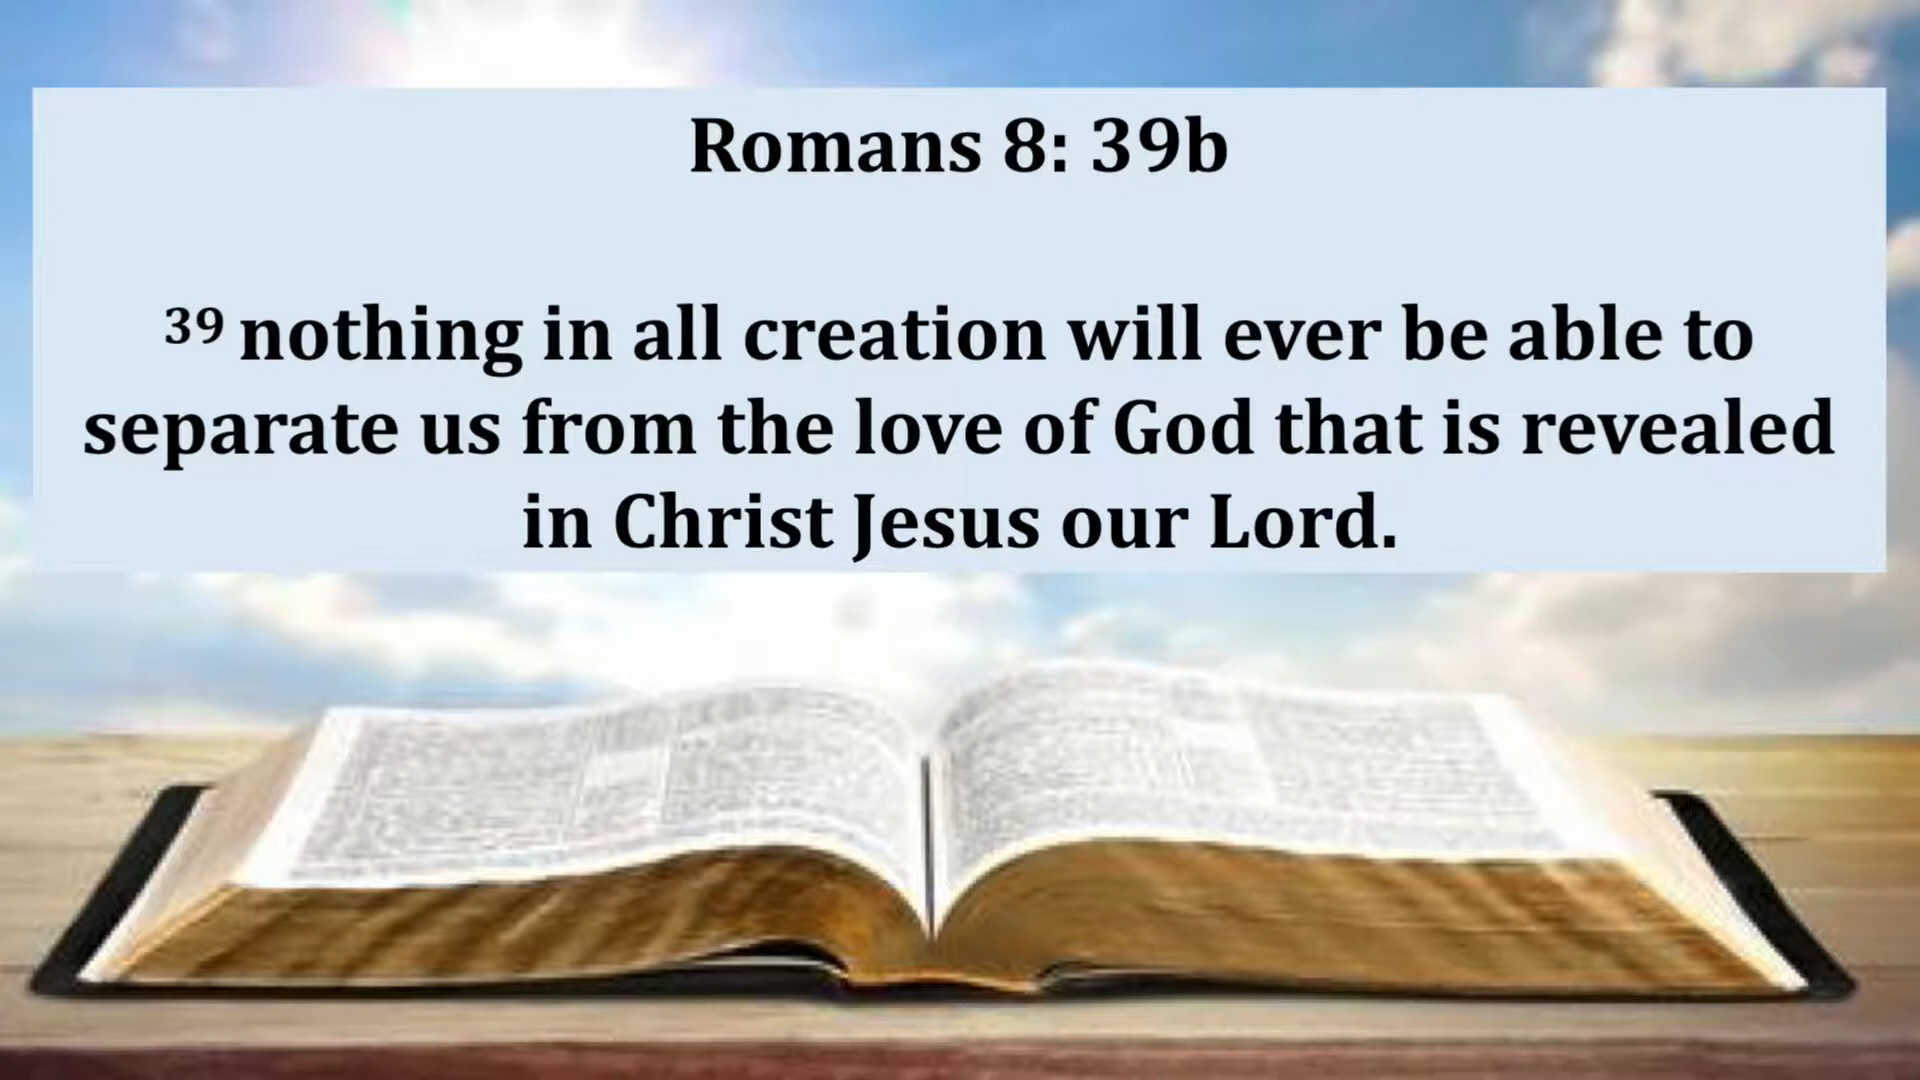 Romans 8: 39b
39 nothing in all creation will ever be able to
separate us from the love of God that is revealed
in Christ Jesus our Lord.